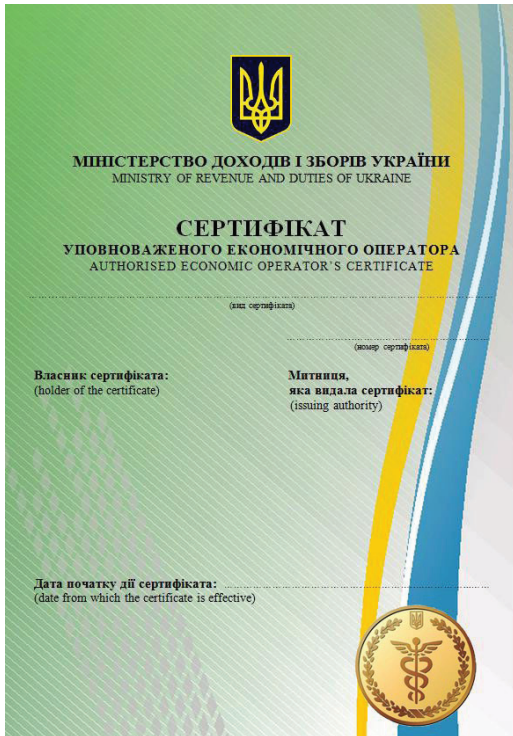 МІНІСТЕРСТВО ДОХОДІВ І ЗБОРІВ УКРАЇНИ
MINISTRY OF REVENUE AND DUTIES OF UKRAINE
СЕРТИФІКАТ
УПОВНОВАЖЕНОГО ЕКОНОМІЧНОГО ОПЕРАТОРА
AUTHORISED ECONOMIC OPERATOR'S CERTIFICATE
(вид сертифіката)
(номер сертифіката)
Власник сертифіката:
(holder of the certificate)
Митниця,
яка видала сертифікат:
(issuing authority)
Дата початку дії сертифіката:
(date from which the certificate is effective)